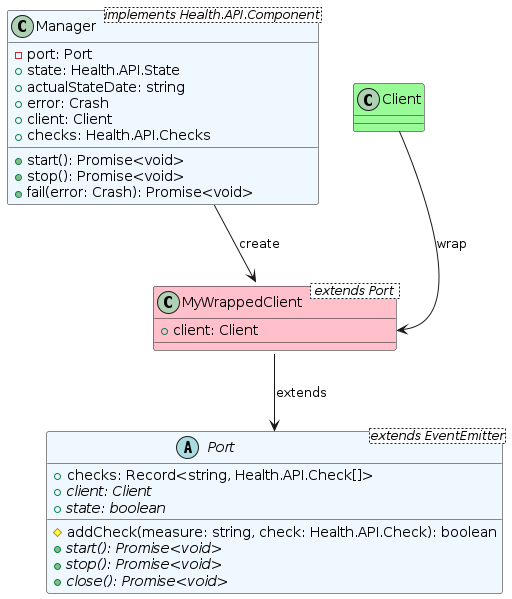 C Manager implements Health.API.Component
port: Port
state: Health.API.State
actualStateDate: string
error: Crash
client: Client
checks: Health.API.Checks
start(): Promise<void>
stop(): Promise<void>
fail(error: Crash): Promise<void>
C Client
create
wrap
C MyWrappedClient extends Port
client: Client
extends
A Port extends EventEmitter
checks: Record<string, Health.API.Check[]>
client: Client
state: boolean
addCheck(measure: string, check: Health.API.Check): boolean
start(): Promise<void>
stop(): Promise<void>
close(): Promise<void>